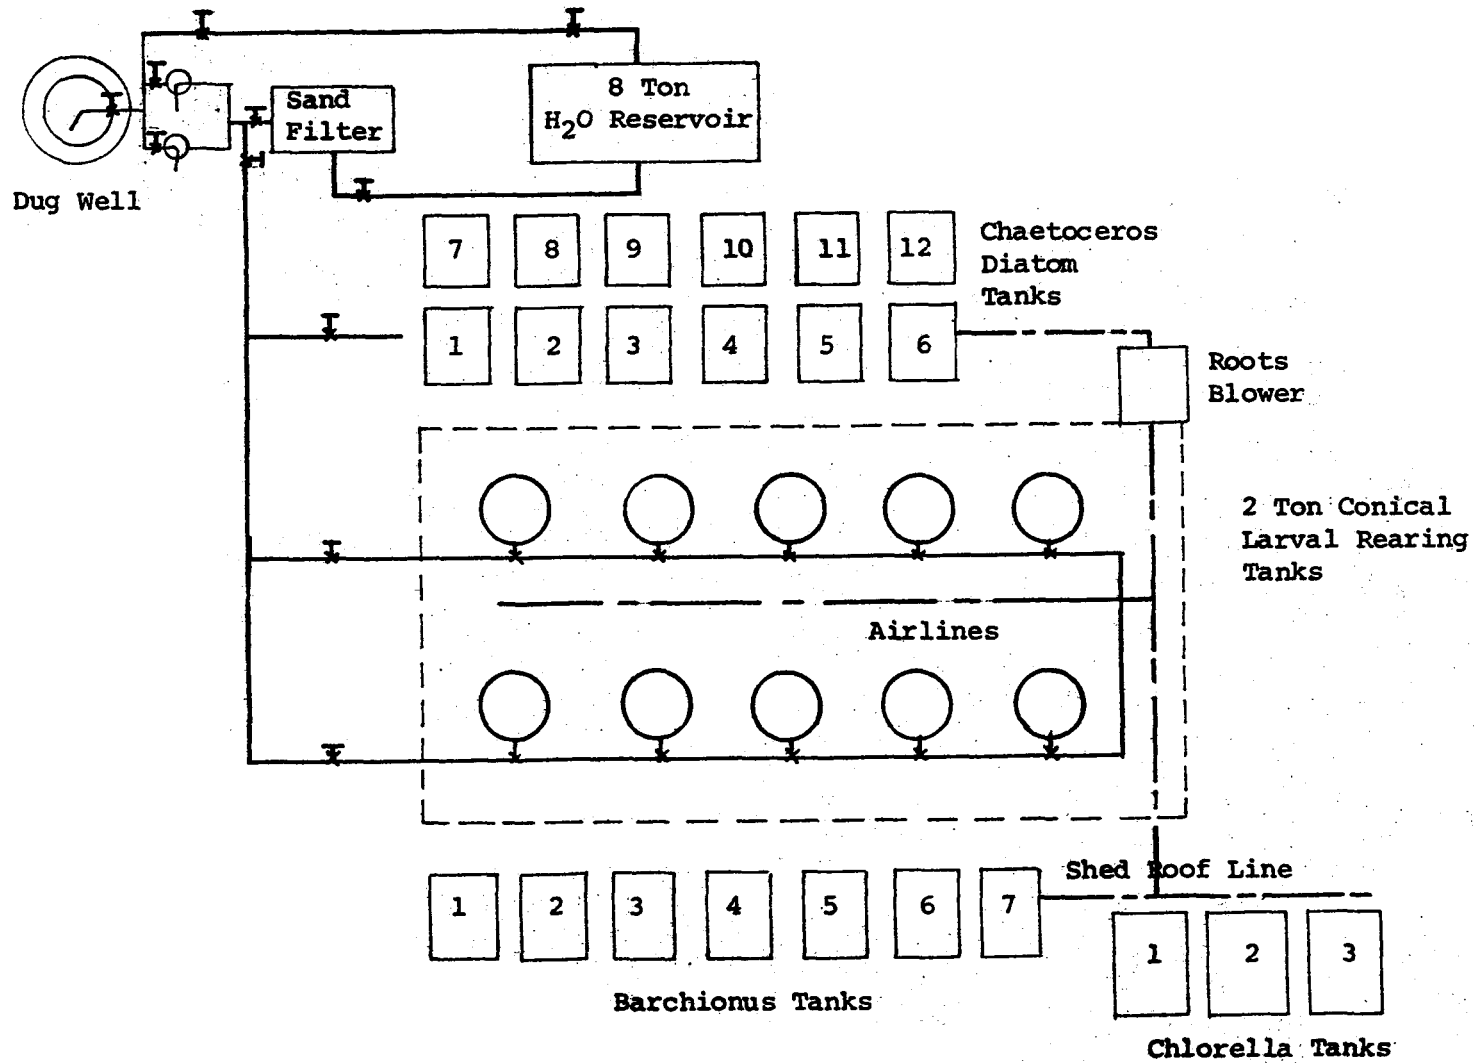 Sand
Filter
8 Ton
H₂O Reservoir
Dug Well
7 8 9 10 11 12
Chaetoceros
Diatom
Tanks
1 2 3 4 5 6
Roots
Blower
2 Ton Conical
Larval Rearing
Tanks
Airlines
Shed Roof Line
1 2 3 4 5 6 7
Barchionus Tanks
1 2 3
Chlorella Tanks